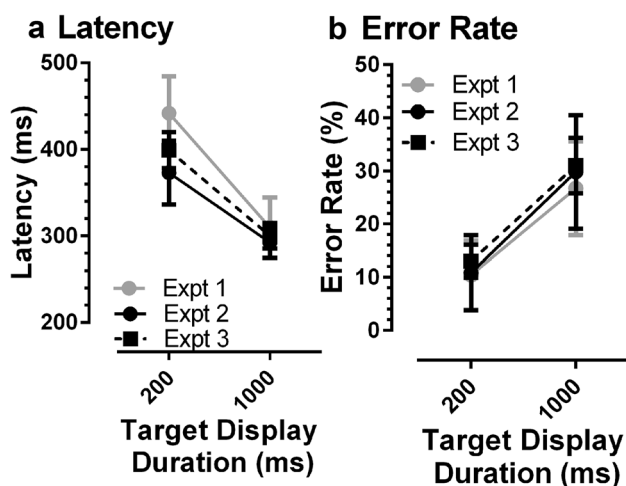 a Latency
500
400
300
200
Latency (ms)
Expt 1
Expt 2
Expt 3
200
1000
Target Display
Duration (ms)
b Error Rate
50
40
30
20
10
0
Error Rate (%)
Expt 1
Expt 2
Expt 3
200
1000
Target Display
Duration (ms)